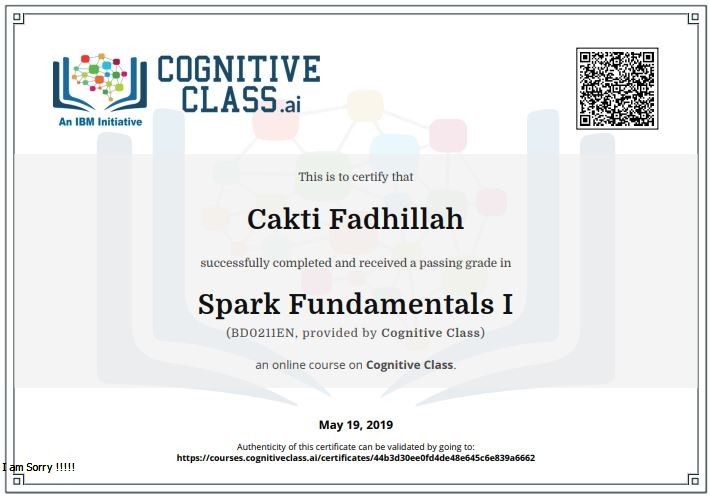 COGNITIVE
CLASS.ai
An IBM Initiative
This is to certify that
Cakti Fadhillah
successfully completed and received a passing grade in
Spark Fundamentals I
(BD0211EN, provided by Cognitive Class)
an online course on Cognitive Class.
May 19, 2019
Authenticity of this certificate can be validated by going to:
https://courses.cognitiveclass.ai/certificates/44b3d30ee0fd4de48e645c6e839a6662
I am Sorry !!!!!